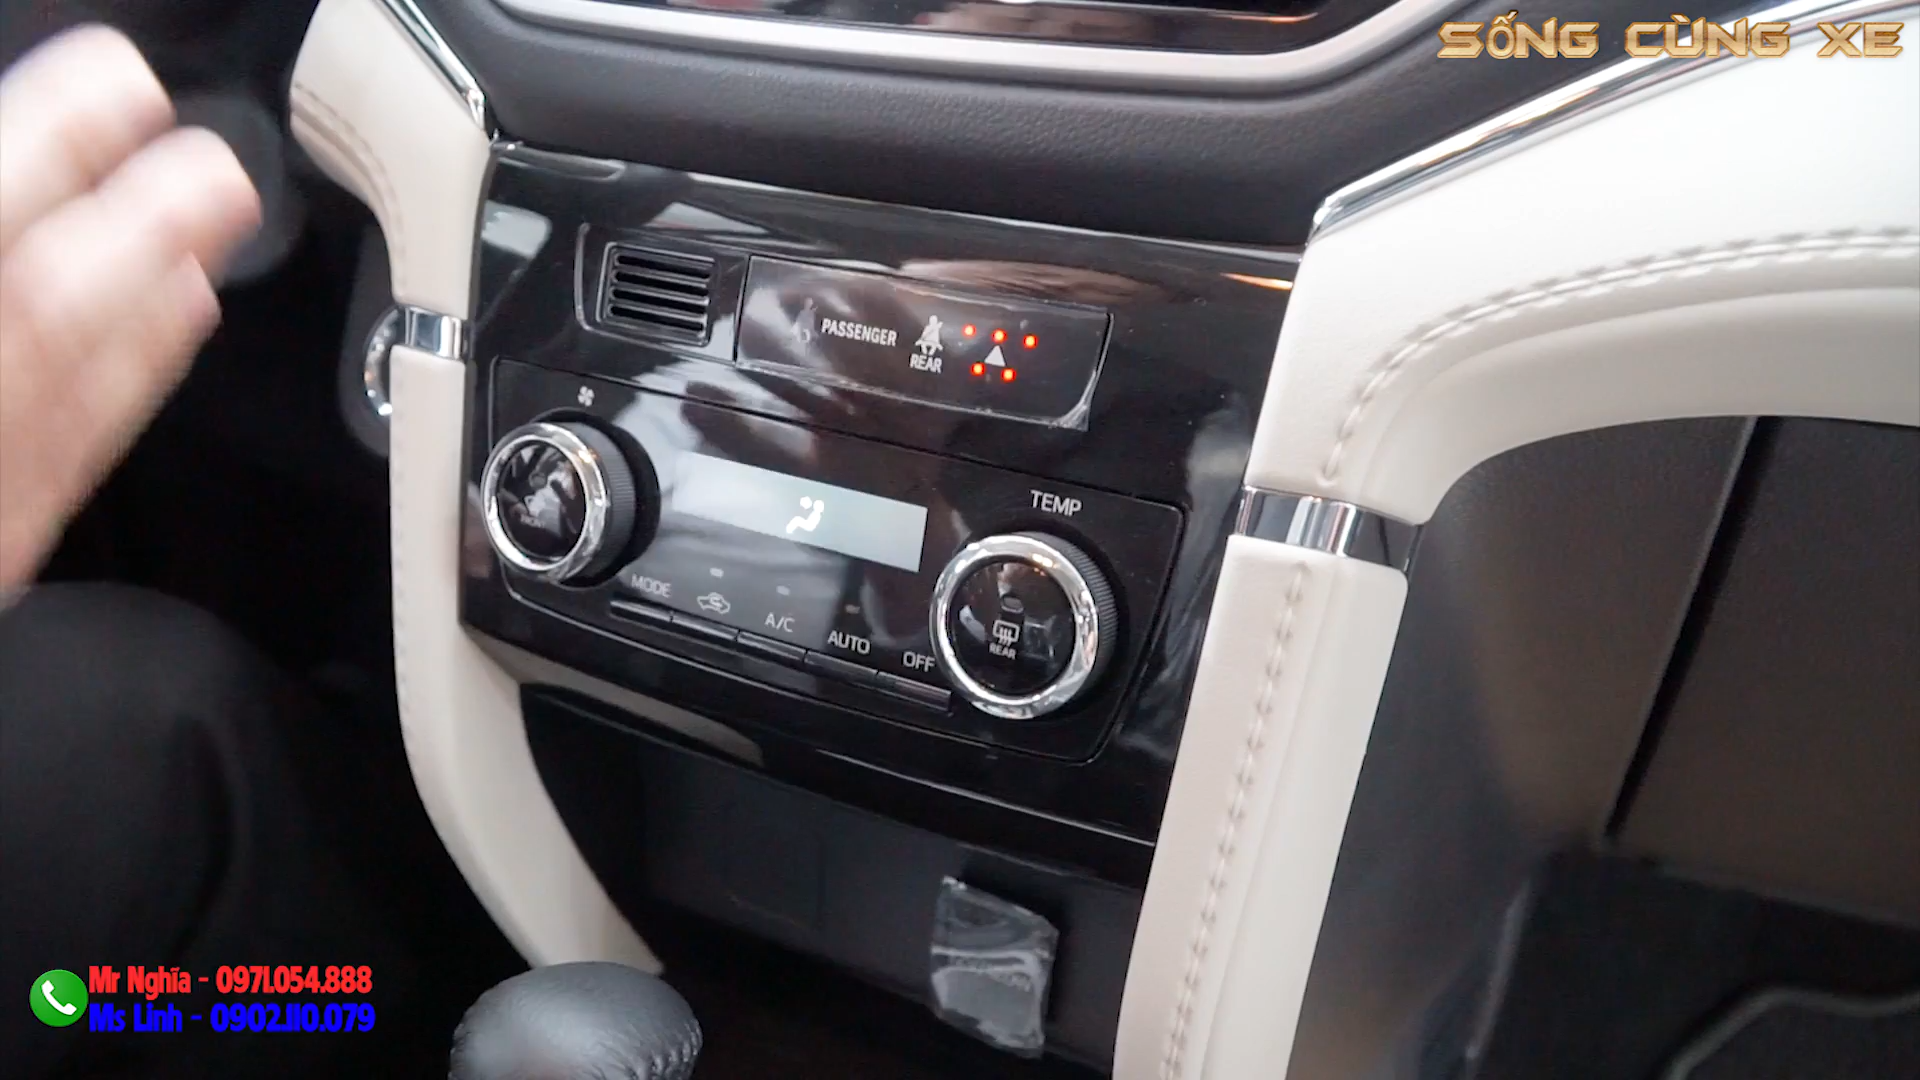 SỐNG CÙNG XE
PASSENGER
REAR
TEMP
FRONT
MODE
A/C
AUTO
OFF
REAR
Mr Nghĩa - 0971.054.888
Ms Linh - 0902.110.079